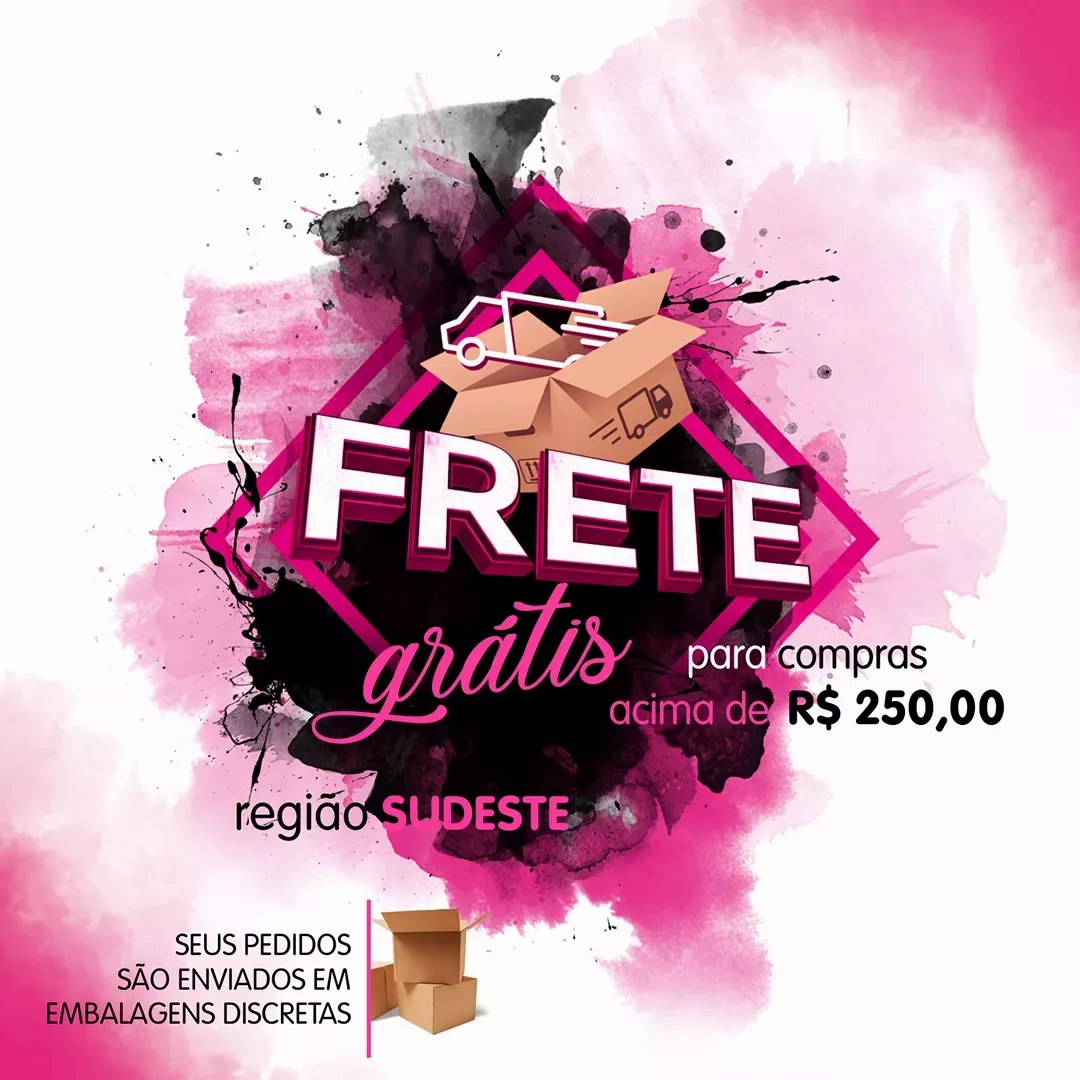 FRETE
grátis
para compras
acima de R$ 250,00
região SUDESTE
SEUS PEDIDOS
SÃO ENVIADOS EM
EMBALAGENS DISCRETAS